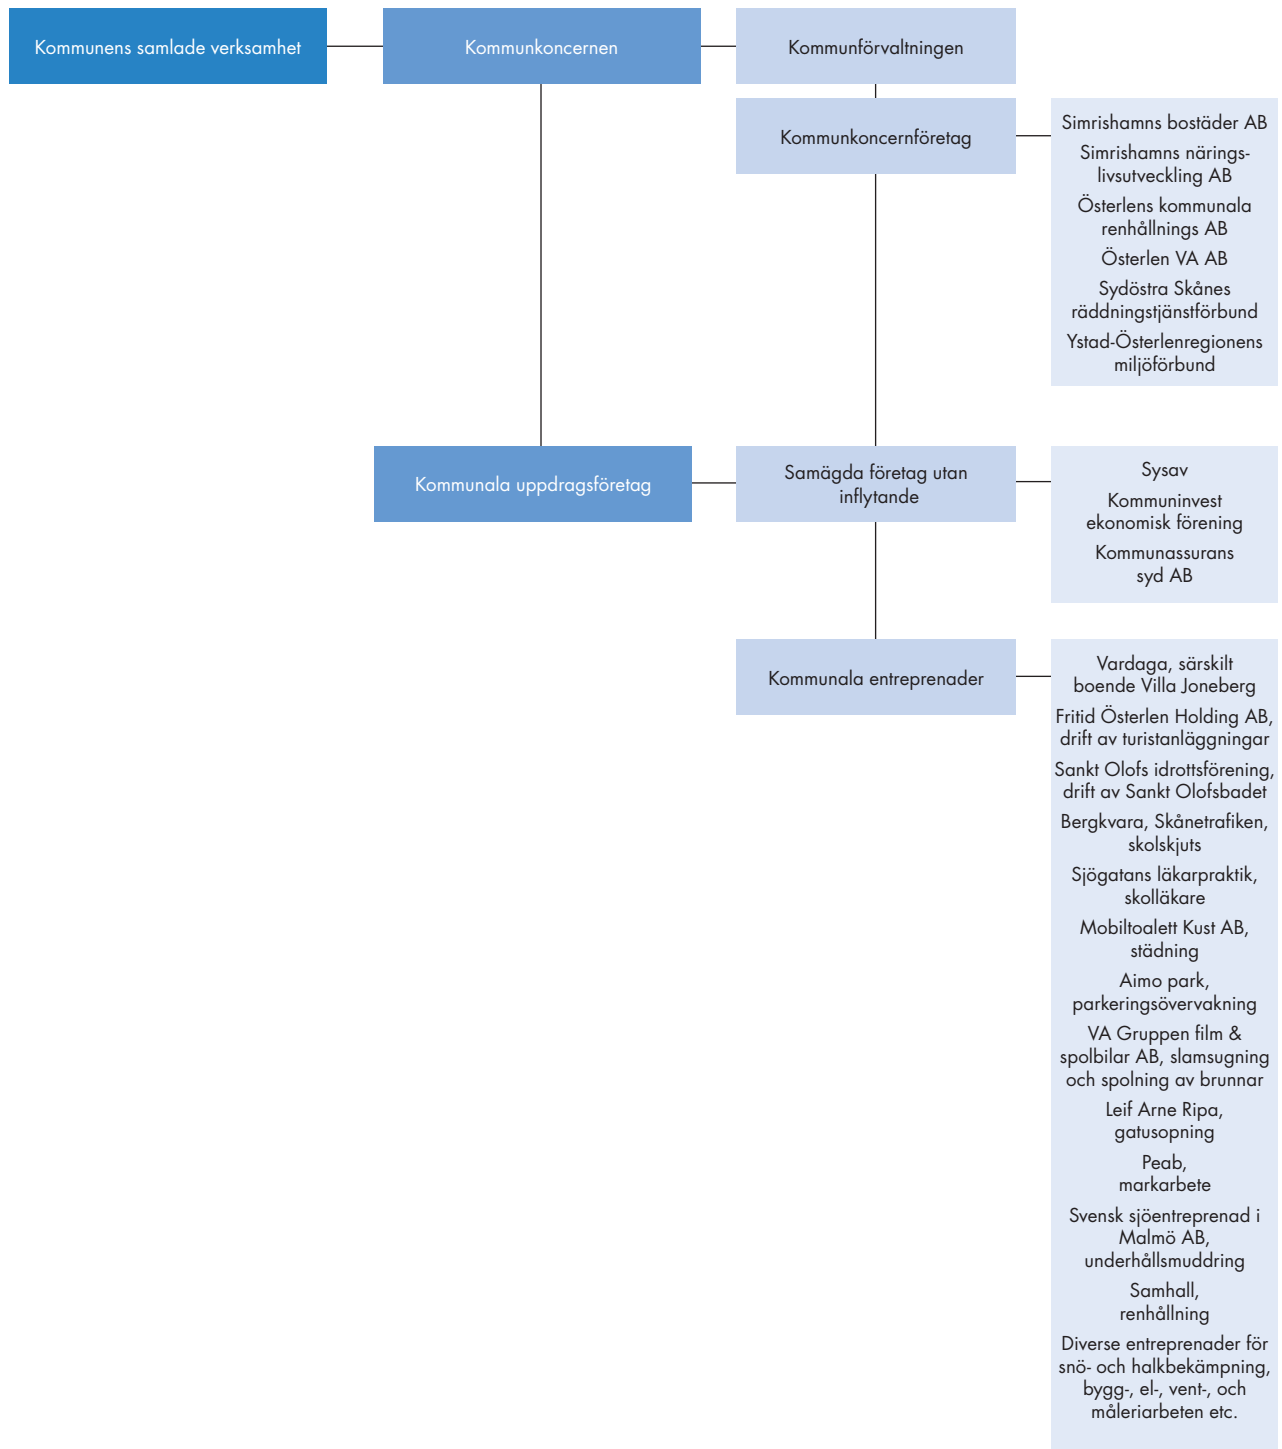 Kommunens samlade verksamhet
Kommunkoncernen
Kommunförvaltningen
Kommunkoncernföretag
Simrishamns bostäder AB
Simrishamns närings-
livsutveckling AB
Österlens kommunala
renhållnings AB
Österlen VA AB
Sydöstra Skånes
räddningstjänstförbund
Ystad-Österlenregionens
miljöförbund
Kommunala uppdragsföretag
Samägda företag utan
inflytande
Sysav
Kommuninvest
ekonomisk förening
Kommunassurans
syd AB
Kommunala entreprenader
Vardaga, särskilt
boende Villa Joneberg
Fritid Österlen Holding AB,
drift av turistanläggningar
Sankt Olofs idrottsförening,
drift av Sankt Olofsbadet
Bergkvara, Skånetrafiken,
skolskjuts
Sjögatans läkarpraktik,
skolläkare
Mobiltoalett Kust AB,
städning
Aimo park,
parkeringsövervakning
VA Gruppen film &
spolbilar AB, slamsugning
och spolning av brunnar
Leif Arne Ripa,
gatusopning
Peab,
markarbete
Svensk sjöentreprenad i
Malmö AB,
underhållsmuddring
Samhall,
renhållning
Diverse entreprenader för
snö- och halkbekämpning,
bygg-, el-, vent-, och
måleriarbeten etc.